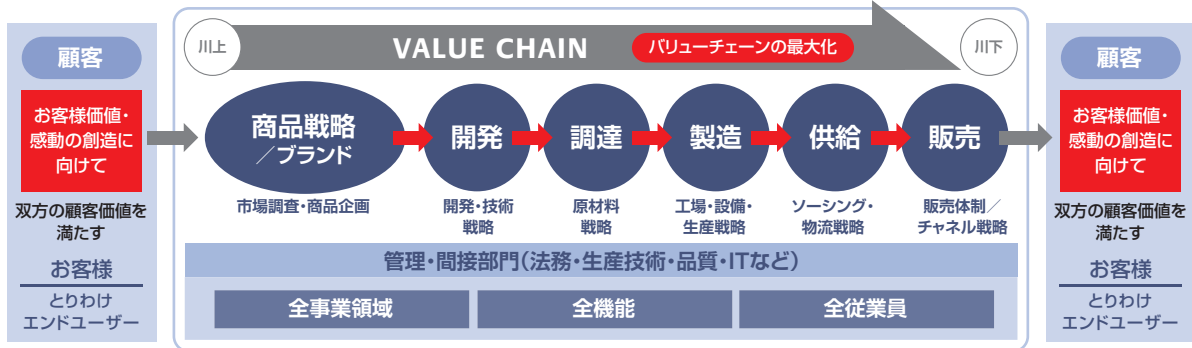 顧客
お客様価値・
感動の創造に
向けて
双方の顧客価値を
満たす
お客様
とりわけ
エンドユーザー
川上
VALUE CHAIN
バリューチェーンの最大化
川下
商品戦略
／ブランド
市場調査・商品企画
開発
開発・技術
戦略
調達
原材料
戦略
製造
工場・設備・
生産戦略
供給
ソーシング・
物流戦略
販売
販売体制／
チャネル戦略
管理・間接部門（法務・生産技術・品質・ITなど）
全事業領域
全機能
全従業員
顧客
お客様価値・
感動の創造に
向けて
双方の顧客価値を
満たす
お客様
とりわけ
エンドユーザー